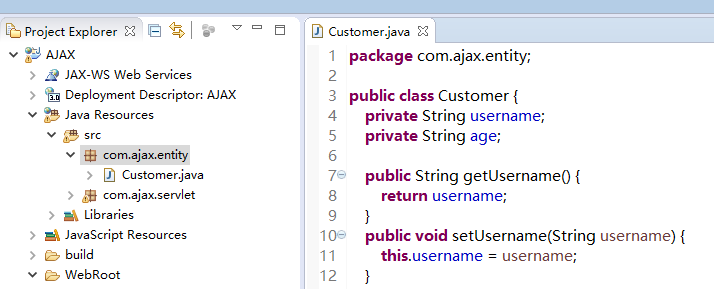 Project Explorer
AJAX
JAX-WS Web Services
3.0 Deployment Descriptor: AJAX
Java Resources
src
com.ajax.entity
Customer.java
com.ajax.servlet
Libraries
JavaScript Resources
build
WebRoot
Customer.java
1 package com.ajax.entity;
2
3 public class Customer {
4 private String username;
5 private String age;
6
7 public String getUsername() {
8 return username;
9 }
10 public void setUsername(String username) {
11 this.username = username;
12 }